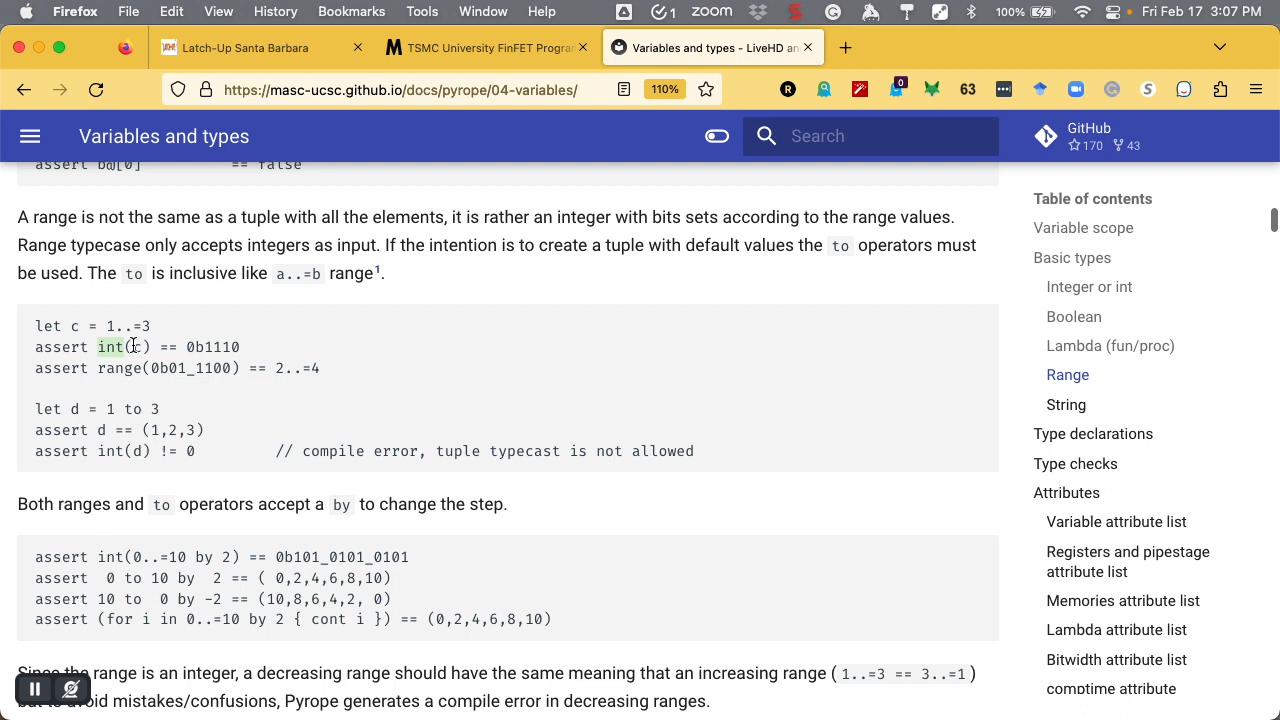 Firefox File Edit View History Bookmarks Tools Window Help 1 zoom 100% Fri Feb 17 3:07 PM
Latch-Up Santa Barbara TSMC University FinFET Progra Variables and types - LiveHD an
https://masc-ucsc.github.io/docs/pyrope/04-variables/ 110% R 0 63 S
Variables and types Search GitHub
170 43
assert b@[0] == false
A range is not the same as a tuple with all the elements, it is rather an integer with bits sets according to the range values.
Range typecase only accepts integers as input. If the intention is to create a tuple with default values the to operators must
be used. The to is inclusive like a..=b range1.
let c = 1..=3
assert int(c) == 0b1110
assert range(0b01_1100) == 2..=4
let d = 1 to 3
assert d == (1,2,3)
assert int(d) != 0 // compile error, tuple typecast is not allowed
Both ranges and to operators accept a by to change the step.
assert int(0..=10 by 2) == 0b101_0101_0101
assert 0 to 10 by 2 == ( 0,2,4,6,8,10)
assert 10 to 0 by -2 == (10,8,6,4,2, 0)
assert (for i in 0..=10 by 2 { cont i }) == (0,2,4,6,8,10)
Since the range is an integer, a decreasing range should have the same meaning that an increasing range ( 1..=3 == 3..=1 )
but to avoid mistakes/confusions, Pyrope generates a compile error in decreasing ranges.
Table of contents
Variable scope
Basic types
Integer or int
Boolean
Lambda (fun/proc)
Range
String
Type declarations
Type checks
Attributes
Variable attribute list
Registers and pipestage
attribute list
Memories attribute list
Lambda attribute list
Bitwidth attribute list
comptime attribute